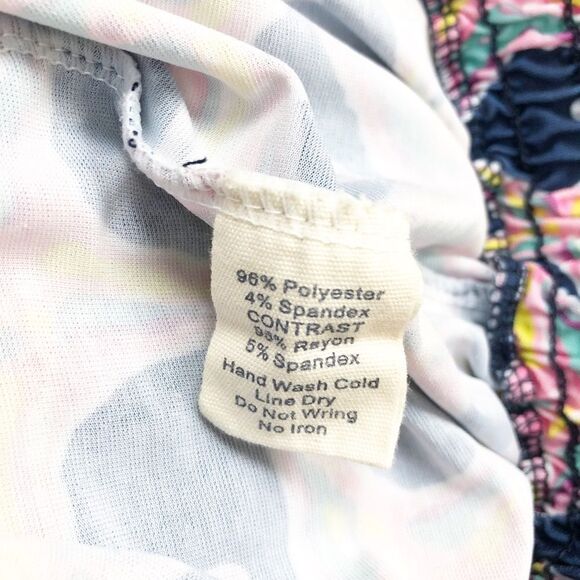 96% Polyester
4% Spandex
CONTRAST
95% Rayon
5% Spandex
Hand Wash Cold
Line Dry
Do Not Wring
No Iron